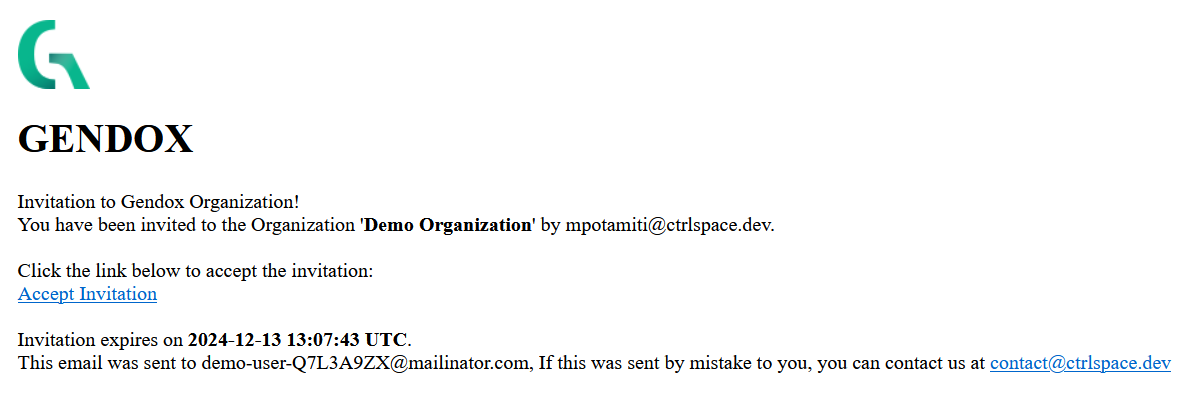 GENDOX
Invitation to Gendox Organization!
You have been invited to the Organization 'Demo Organization' by mpotamiti@ctrlspace.dev.
Click the link below to accept the invitation:
Accept Invitation
Invitation expires on 2024-12-13 13:07:43 UTC.
This email was sent to demo-user-Q7L3A9ZX@mailinator.com, If this was sent by mistake to you, you can contact us at contact@ctrlspace.dev